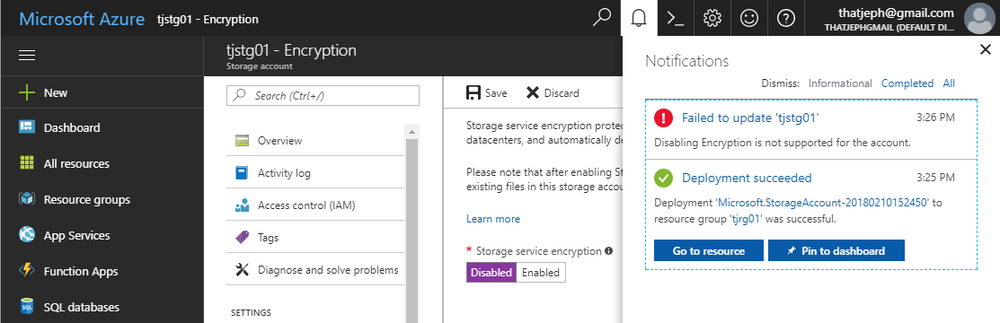 Microsoft Azure tjstg01 - Encryption
thatjeph@gmail.com
THATJEPHGMAIL (DEFAULT DI...
New
Dashboard
All resources
Resource groups
App Services
Function Apps
SQL databases
tjstg01 - Encryption
Storage account
Search (Ctrl+/)
Overview
Activity log
Access control (IAM)
Tags
Diagnose and solve problems
SETTINGS
Save Discard
Storage service encryption protec
datacenters, and automatically de
Please note that after enabling St
existing files in this storage accou
Learn more
* Storage service encryption
Disabled Enabled
Notifications
Dismiss: Informational Completed All
Failed to update 'tjstg01' 3:26 PM
Disabling Encryption is not supported for the account.
Deployment succeeded 3:25 PM
Deployment 'Microsoft.StorageAccount-20180210152450' to
resource group 'tjrg01' was successful.
Go to resource Pin to dashboard